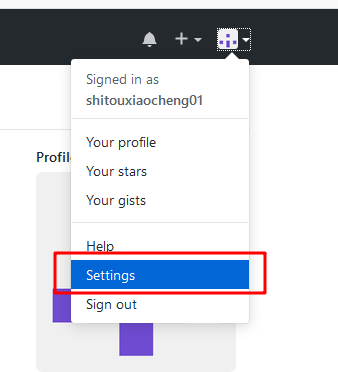 Signed in as
shitouxiaocheng01
Profil
Your profile
Your stars
Your gists
Help
Settings
Sign out